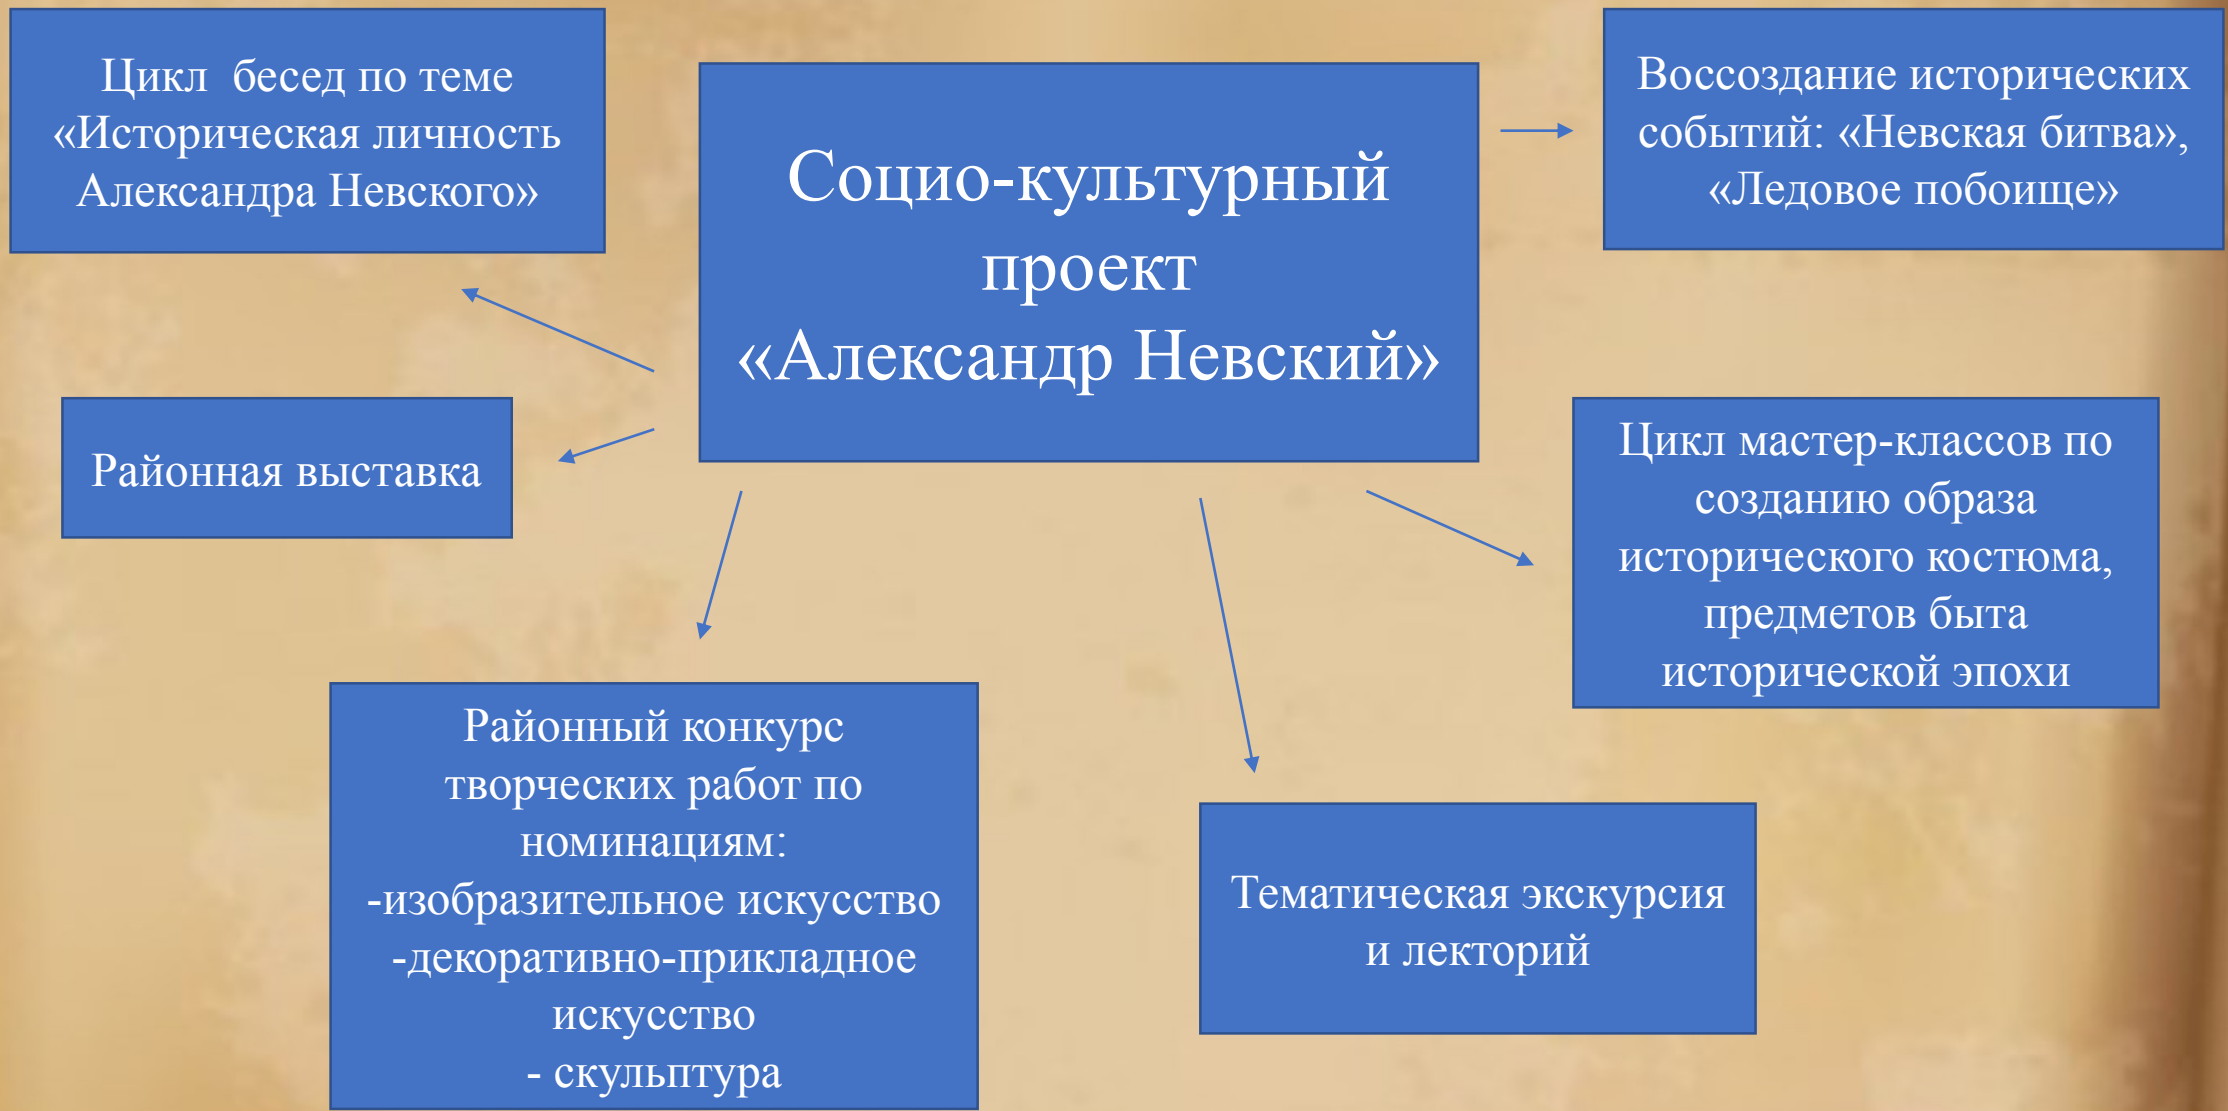 Цикл  бесед по теме
«Историческая личность
Александра Невского»
Социо-культурный
проект
«Александр Невский»
Воссоздание исторических
событий: «Невская битва»,
«Ледовое побоище»
Районная выставка
Цикл мастер-классов по
созданию образа
исторического костюма,
предметов быта
исторической эпохи
Районный конкурс
творческих работ по
номинациям:
-изобразительное искусство
-декоративно-прикладное
искусство
- скульптура
Тематическая экскурсия
и лекторий